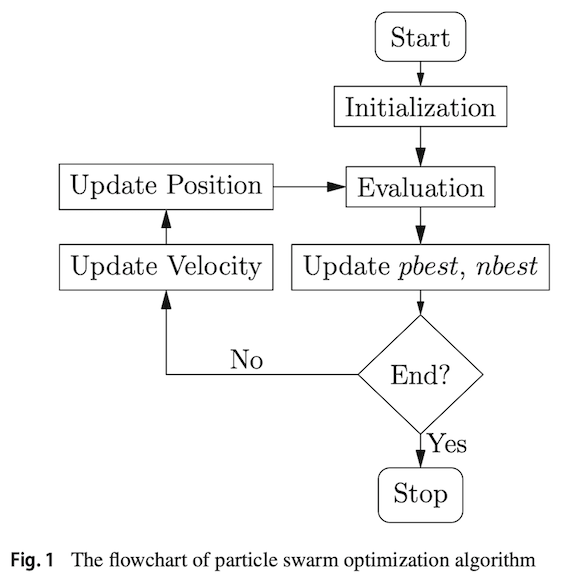 Start
Initialization
Update Position
Evaluation
Update Velocity
Update pbest, nbest
No
End?
Yes
Stop
Fig. 1 The flowchart of particle swarm optimization algorithm